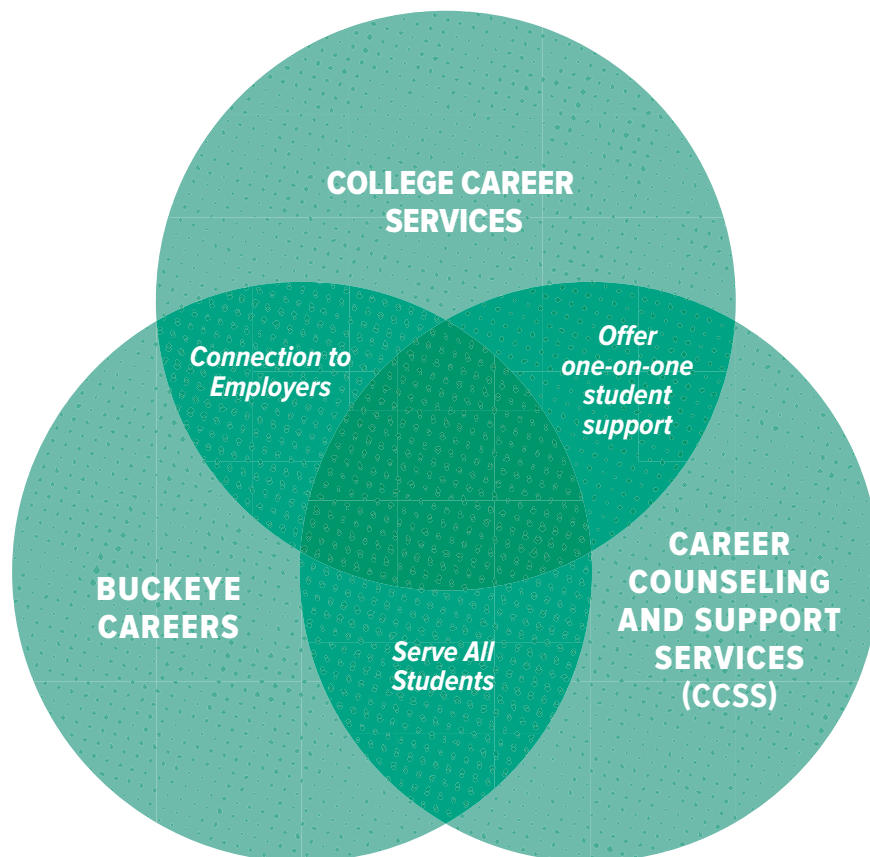 COLLEGE CAREER
SERVICES
Connection to
Employers
Offer
one-on-one
student
support
BUCKEYE
CAREERS
CAREER
COUNSELING
AND SUPPORT
SERVICES
(CCSS)
Serve All
Students